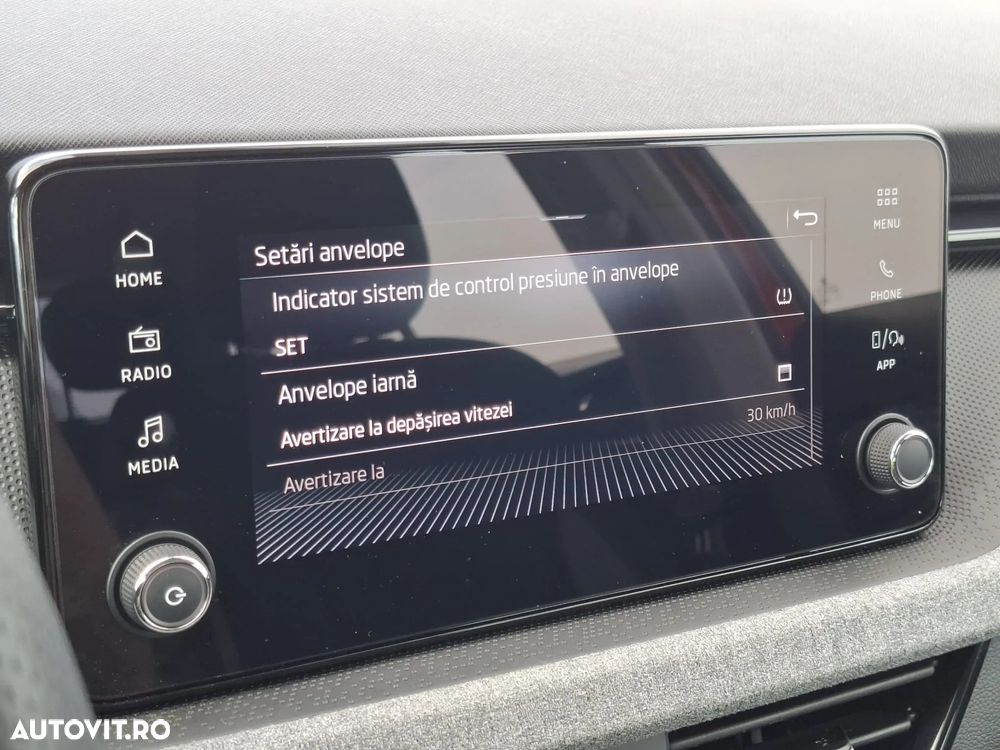 HOME
RADIO
MEDIA
Setări anvelope
Indicator sistem de control presiune în anvelope
SET
Anvelope iarnă
Avertizare la depășirea vitezei
Avertizare la
30 km/h
MENU
PHONE
APP
AUTOVIT.RO